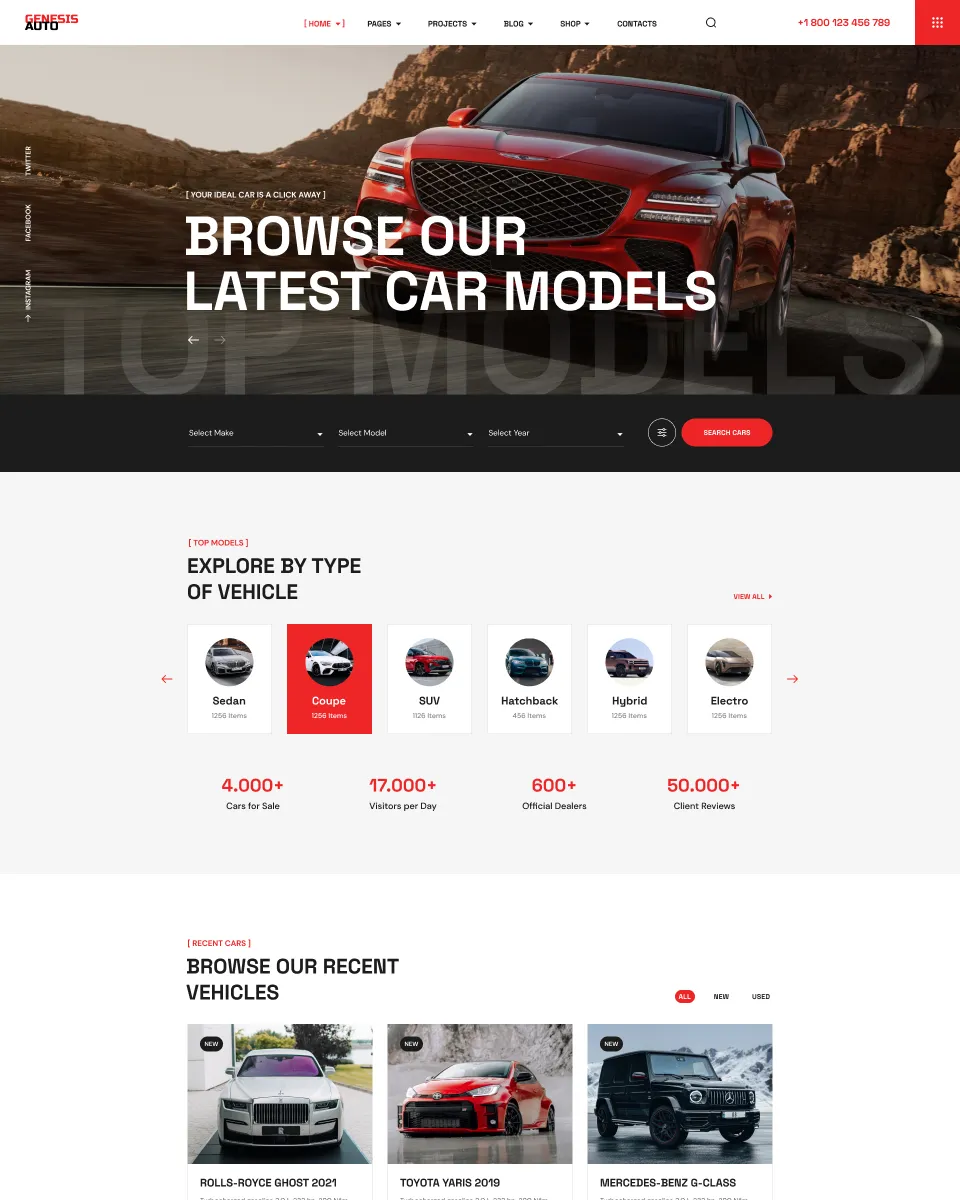 GENESIS
AUTO
[ HOME ]
PAGES
PROJECTS
BLOG
SHOP
CONTACTS
+1 800 123 456 789
TWITTER
FACEBOOK
INSTAGRAM
[ YOUR IDEAL CAR IS A CLICK AWAY ]
BROWSE OUR
LATEST CAR MODELS
TOP MODELS
Select Make
Select Model
Select Year
SEARCH CARS
[ TOP MODELS ]
EXPLORE BY TYPE
OF VEHICLE
VIEW ALL
Sedan
1256 Items
Coupe
1256 Items
SUV
1126 Items
Hatchback
456 Items
Hybrid
1256 Items
Electro
1256 Items
4.000+
Cars for Sale
17.000+
Visitors per Day
600+
Official Dealers
50.000+
Client Reviews
[ RECENT CARS ]
BROWSE OUR RECENT
VEHICLES
ALL
NEW
USED
NEW
NEW
NEW
ROLLS-ROYCE GHOST 2021
TOYOTA YARIS 2019
MERCEDES-BENZ G-CLASS